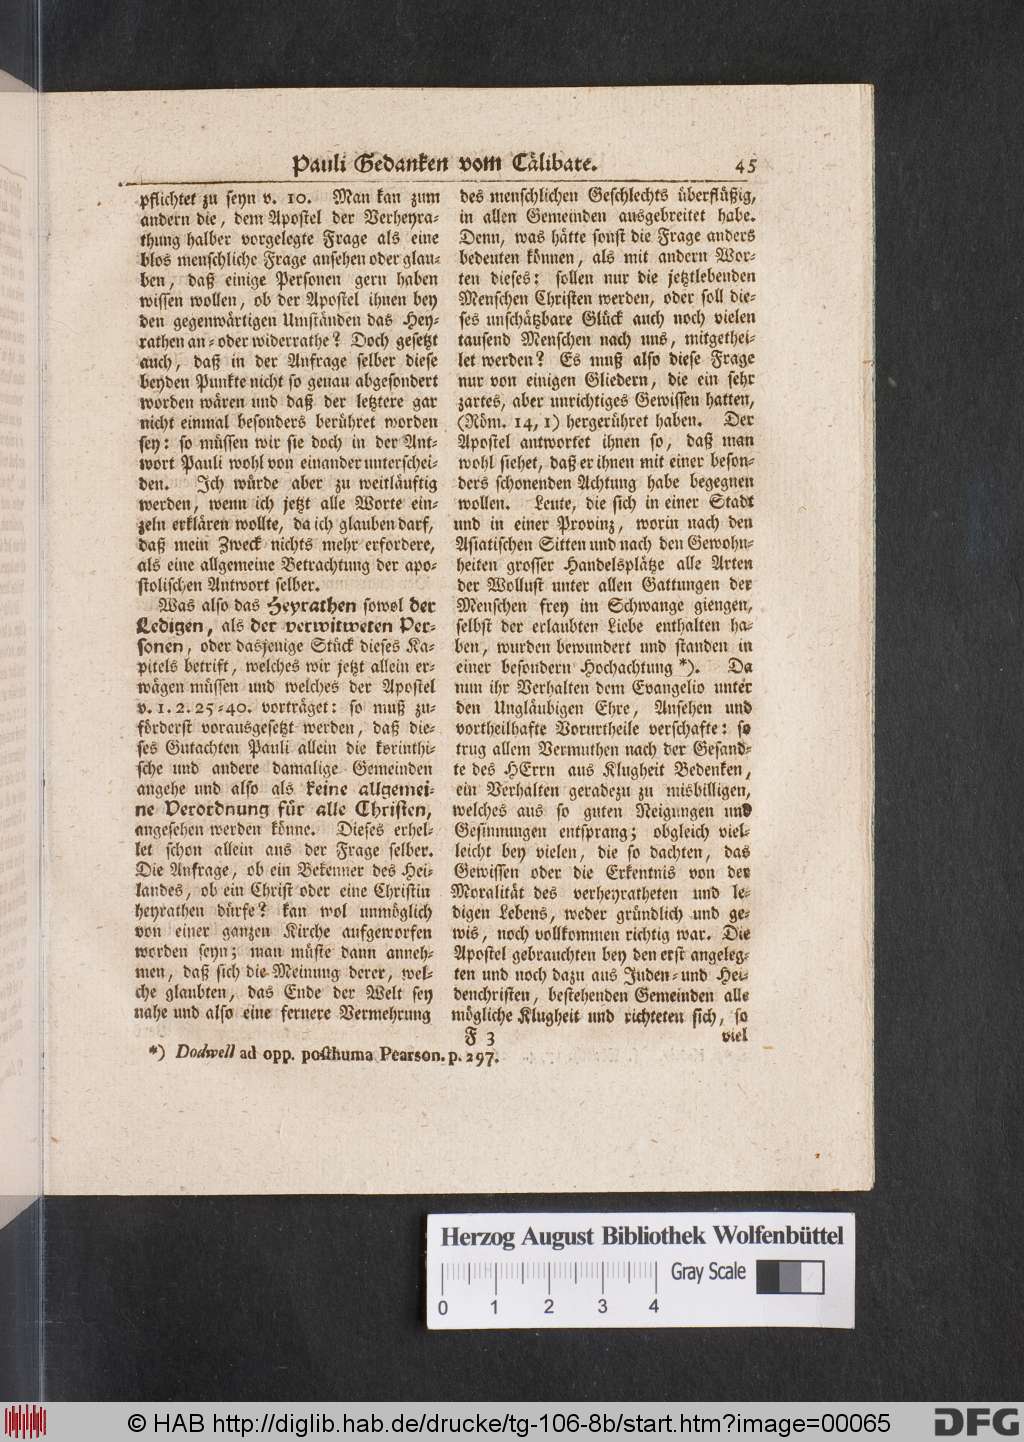 Pauli Gedanken vom Cälibate. 45
pflichtet zu seyn v. 10. Man kan zum
andern die, dem Apostel der Verheyra-
thung halber vorgelegte Frage als eine
blos menschliche Frage ansehen oder glau-
ben, daß einige Personen gern haben
wissen wollen, ob der Apostel ihnen bey
den gegenwärtigen Umständen das Hey-
rathen an- oder widerrathe? Doch gesetzt
auch, daß in der Anfrage selber diese
beyden Punkte nicht so genau abgesondert
worden wären und daß der letztere gar
nicht einmal besonders berühret worden
sey: so müssen wir sie doch in der Ant-
wort Pauli wohl von einander unterschei-
den. Ich würde aber zu weitläuftig
werden, wenn ich jetzt alle Worte ein-
zeln erklären wollte, da ich glauben darf,
daß mein Zweck nichts mehr erfordere,
als eine allgemeine Betrachtung der apo-
stolischen Antwort selber.
Was also das Heyrathen sowol der
Ledigen, als der verwitweten Per-
sonen, oder dasjenige Stück dieses Ka-
pitels betrift, welches wir jetzt allein er-
wägen müssen und welches der Apostel
v. 1. 2. 25-40. vorträget: so muß zu-
förderst vorausgesetzt werden, daß die-
ses Gutachten Pauli allein die korinthi-
sche und andere damalige Gemeinden
angehe und also als keine allgemei-
ne Verordnung für alle Christen,
angesehen werden könne. Dieses erhel-
let schon allein aus der Frage selber.
Die Anfrage, ob ein Bekenner des Hei-
landes, ob ein Christ oder eine Christin
heyrathen dürfe? kan wol unmöglich
von einer ganzen Kirche aufgeworfen
worden seyn; man müste dann anneh-
men, daß sich die Meinung derer, wel-
che glaubten, das Ende der Welt sey
nahe und also eine fernere Vermehrung
des menschlichen Geschlechts überflüßig,
in allen Gemeinden ausgebreitet habe.
Denn, was hätte sonst die Frage anders
bedeuten können, als mit andern Wor-
ten dieses: sollen nur die jetztlebenden
Menschen Christen werden, oder soll die-
ses unschätzbare Glück auch noch vielen
tausend Menschen nach uns, mitgethei-
let werden? Es muß also diese Frage
nur von einigen Gliedern, die ein sehr
zartes, aber unrichtiges Gewissen hatten,
(Röm. 14, 1) hergerühret haben. Der
Apostel antwortet ihnen so, daß man
wohl siehet, daß er ihnen mit einer beson-
ders schonenden Achtung habe begegnen
wollen. Leute, die sich in einer Stadt
und in einer Provinz, worin nach den
Asiatischen Sitten und nach den Gewohn-
heiten grosser Handelsplätze alle Arten
der Wollust unter allen Gattungen der
Menschen frey im Schwange giengen,
selbst der erlaubten Liebe enthalten ha-
ben, wurden bewundert und standen in
einer besondern Hochachtung *). Da
nun ihr Verhalten dem Evangelio unter
den Ungläubigen Ehre, Ansehen und
vortheilhafte Vorurtheile verschafte: so
trug allem Vermuthen nach der Gesand-
te des HErrn aus Klugheit Bedenken,
ein Verhalten geradezu zu misbilligen,
welches aus so guten Neigungen und
Gesinnungen entsprang; obgleich viel-
leicht bey vielen, die so dachten, das
Gewissen oder die Erkentnis von der
Moralität des verheyratheten und le-
digen Lebens, weder gründlich und ge-
wis, noch vollkommen richtig war. Die
Apostel gebrauchten bey den erst angeleg-
ten und noch dazu aus Juden- und Hei-
denchristen, bestehenden Gemeinden alle
mögliche Klugheit und richteten sich, so
F 3 viel
*) Dodwell ad opp. posthuma Pearson. p. 297.
Herzog August Bibliothek Wolfenbüttel
Gray Scale
0 1 2 3 4
© HAB http://diglib.hab.de/drucke/tg-106-8b/start.htm?image=00065
DFG